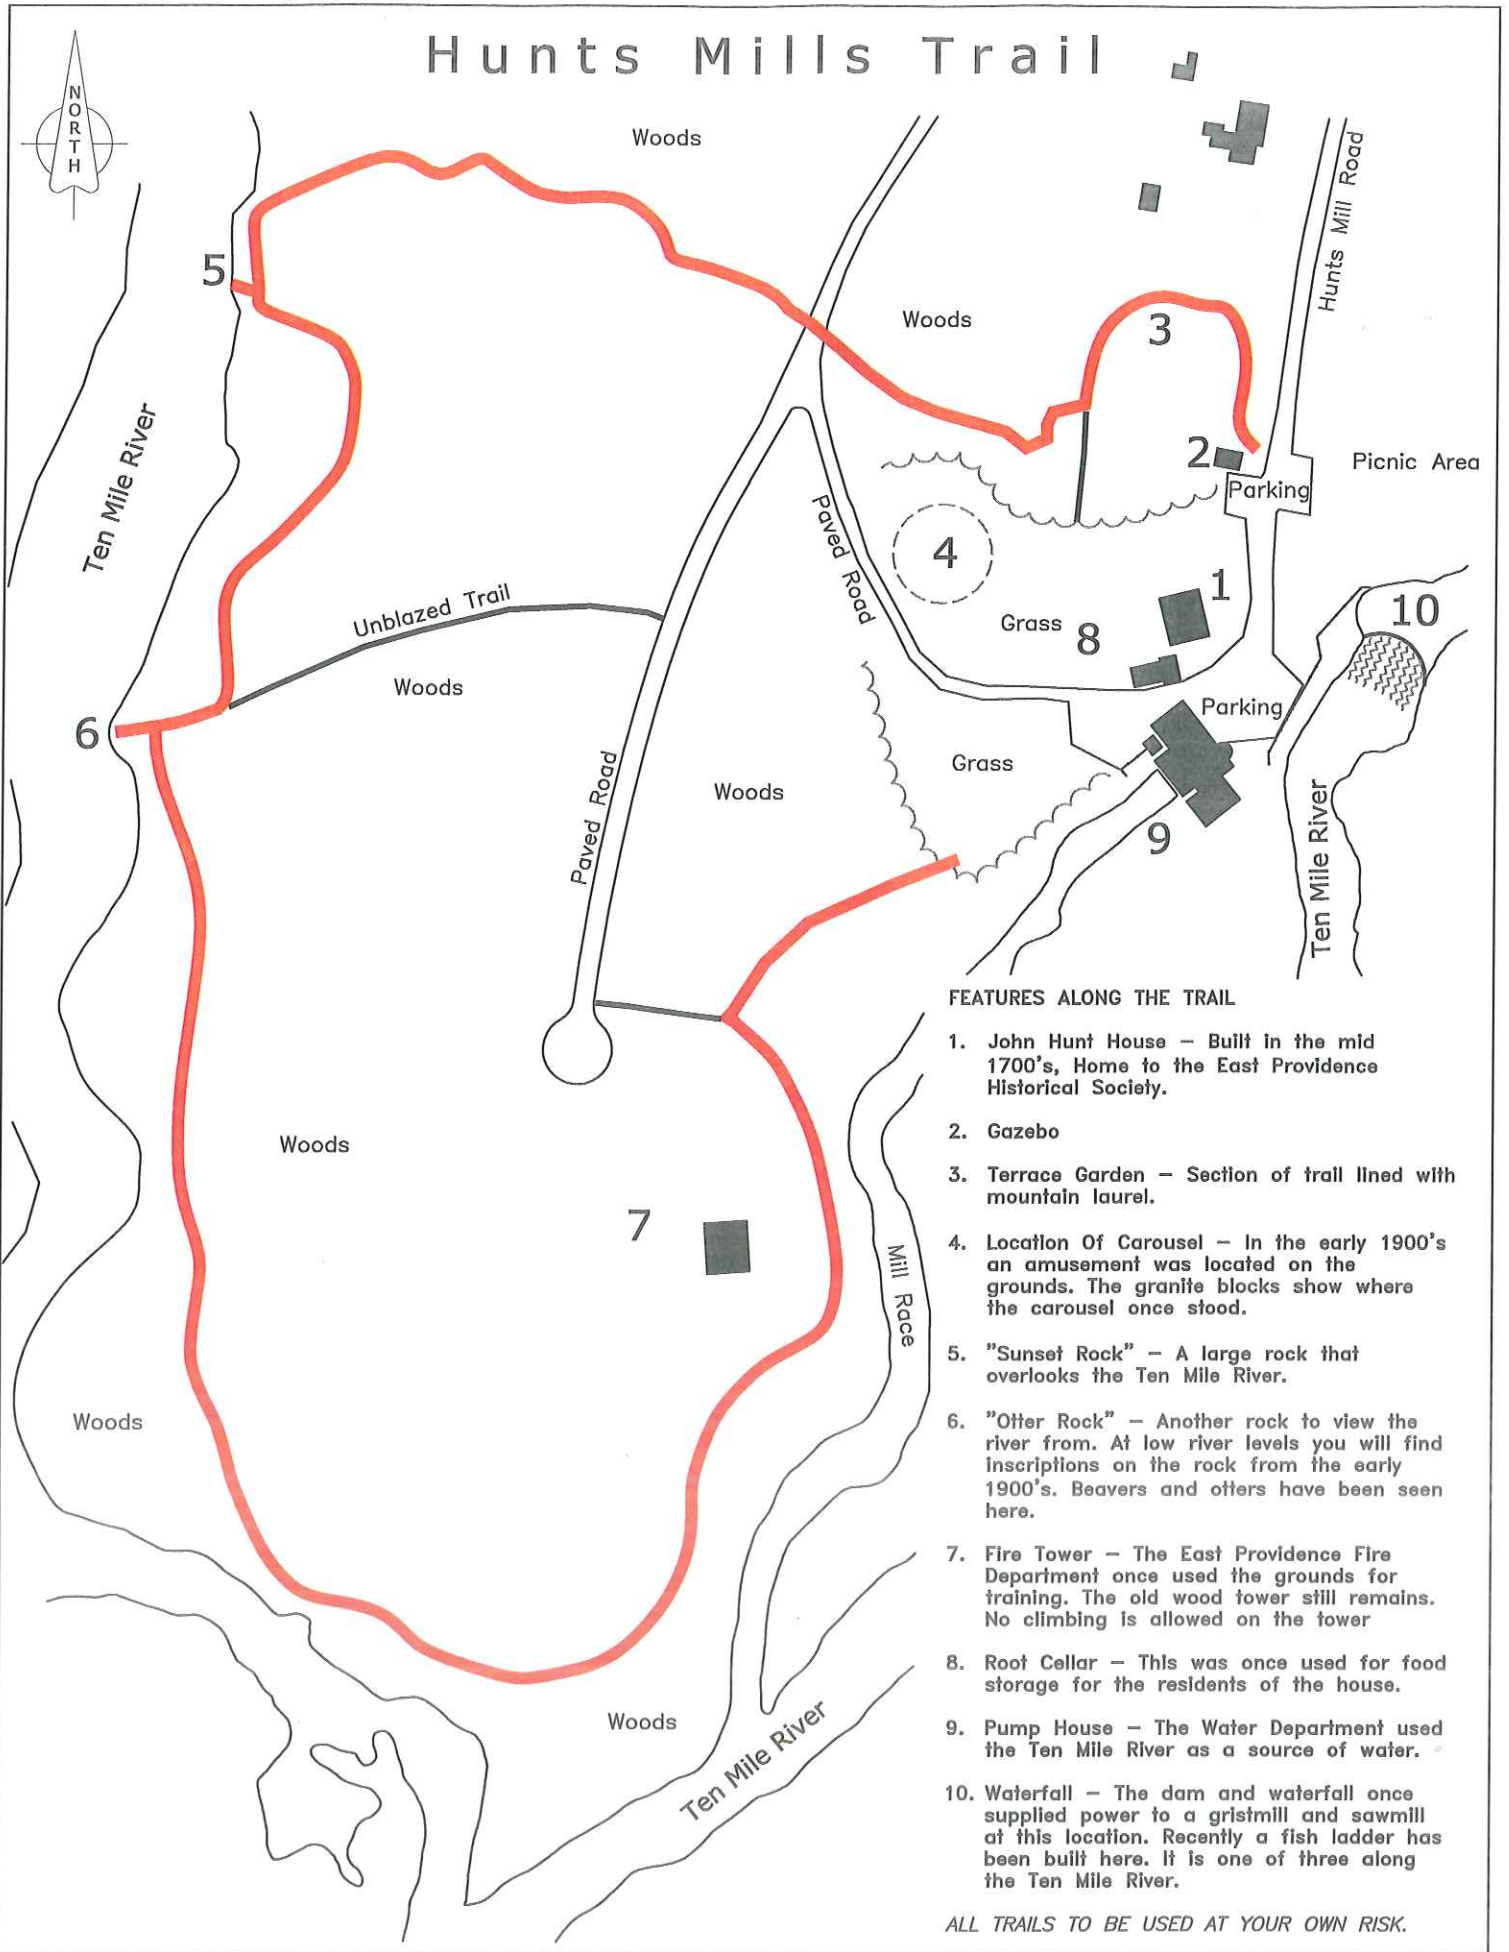 Hunts Mills Trail
NORTH
Woods
Hunts Mill Road
5
Woods
3
Ten Mile River
2
Picnic Area
Parking
Paved Road
4
Unblazed Trail
1
10
Grass
8
Woods
6
Parking
Paved Road
Woods
Grass
9
Ten Mile River
Woods
7
Mill Race
Woods
Woods
Ten Mile River
FEATURES ALONG THE TRAIL
1. John Hunt House – Built in the mid
1700's, Home to the East Providence
Historical Society.
2. Gazebo
3. Terrace Garden – Section of trail lined with
mountain laurel.
4. Location Of Carousel – In the early 1900's
an amusement was located on the
grounds. The granite blocks show where
the carousel once stood.
5. "Sunset Rock" – A large rock that
overlooks the Ten Mile River.
6. "Otter Rock" – Another rock to view the
river from. At low river levels you will find
inscriptions on the rock from the early
1900's. Beavers and otters have been seen
here.
7. Fire Tower – The East Providence Fire
Department once used the grounds for
training. The old wood tower still remains.
No climbing is allowed on the tower
8. Root Cellar – This was once used for food
storage for the residents of the house.
9. Pump House – The Water Department used
the Ten Mile River as a source of water.
10. Waterfall – The dam and waterfall once
supplied power to a gristmill and sawmill
at this location. Recently a fish ladder has
been built here. It is one of three along
the Ten Mile River.
ALL TRAILS TO BE USED AT YOUR OWN RISK.